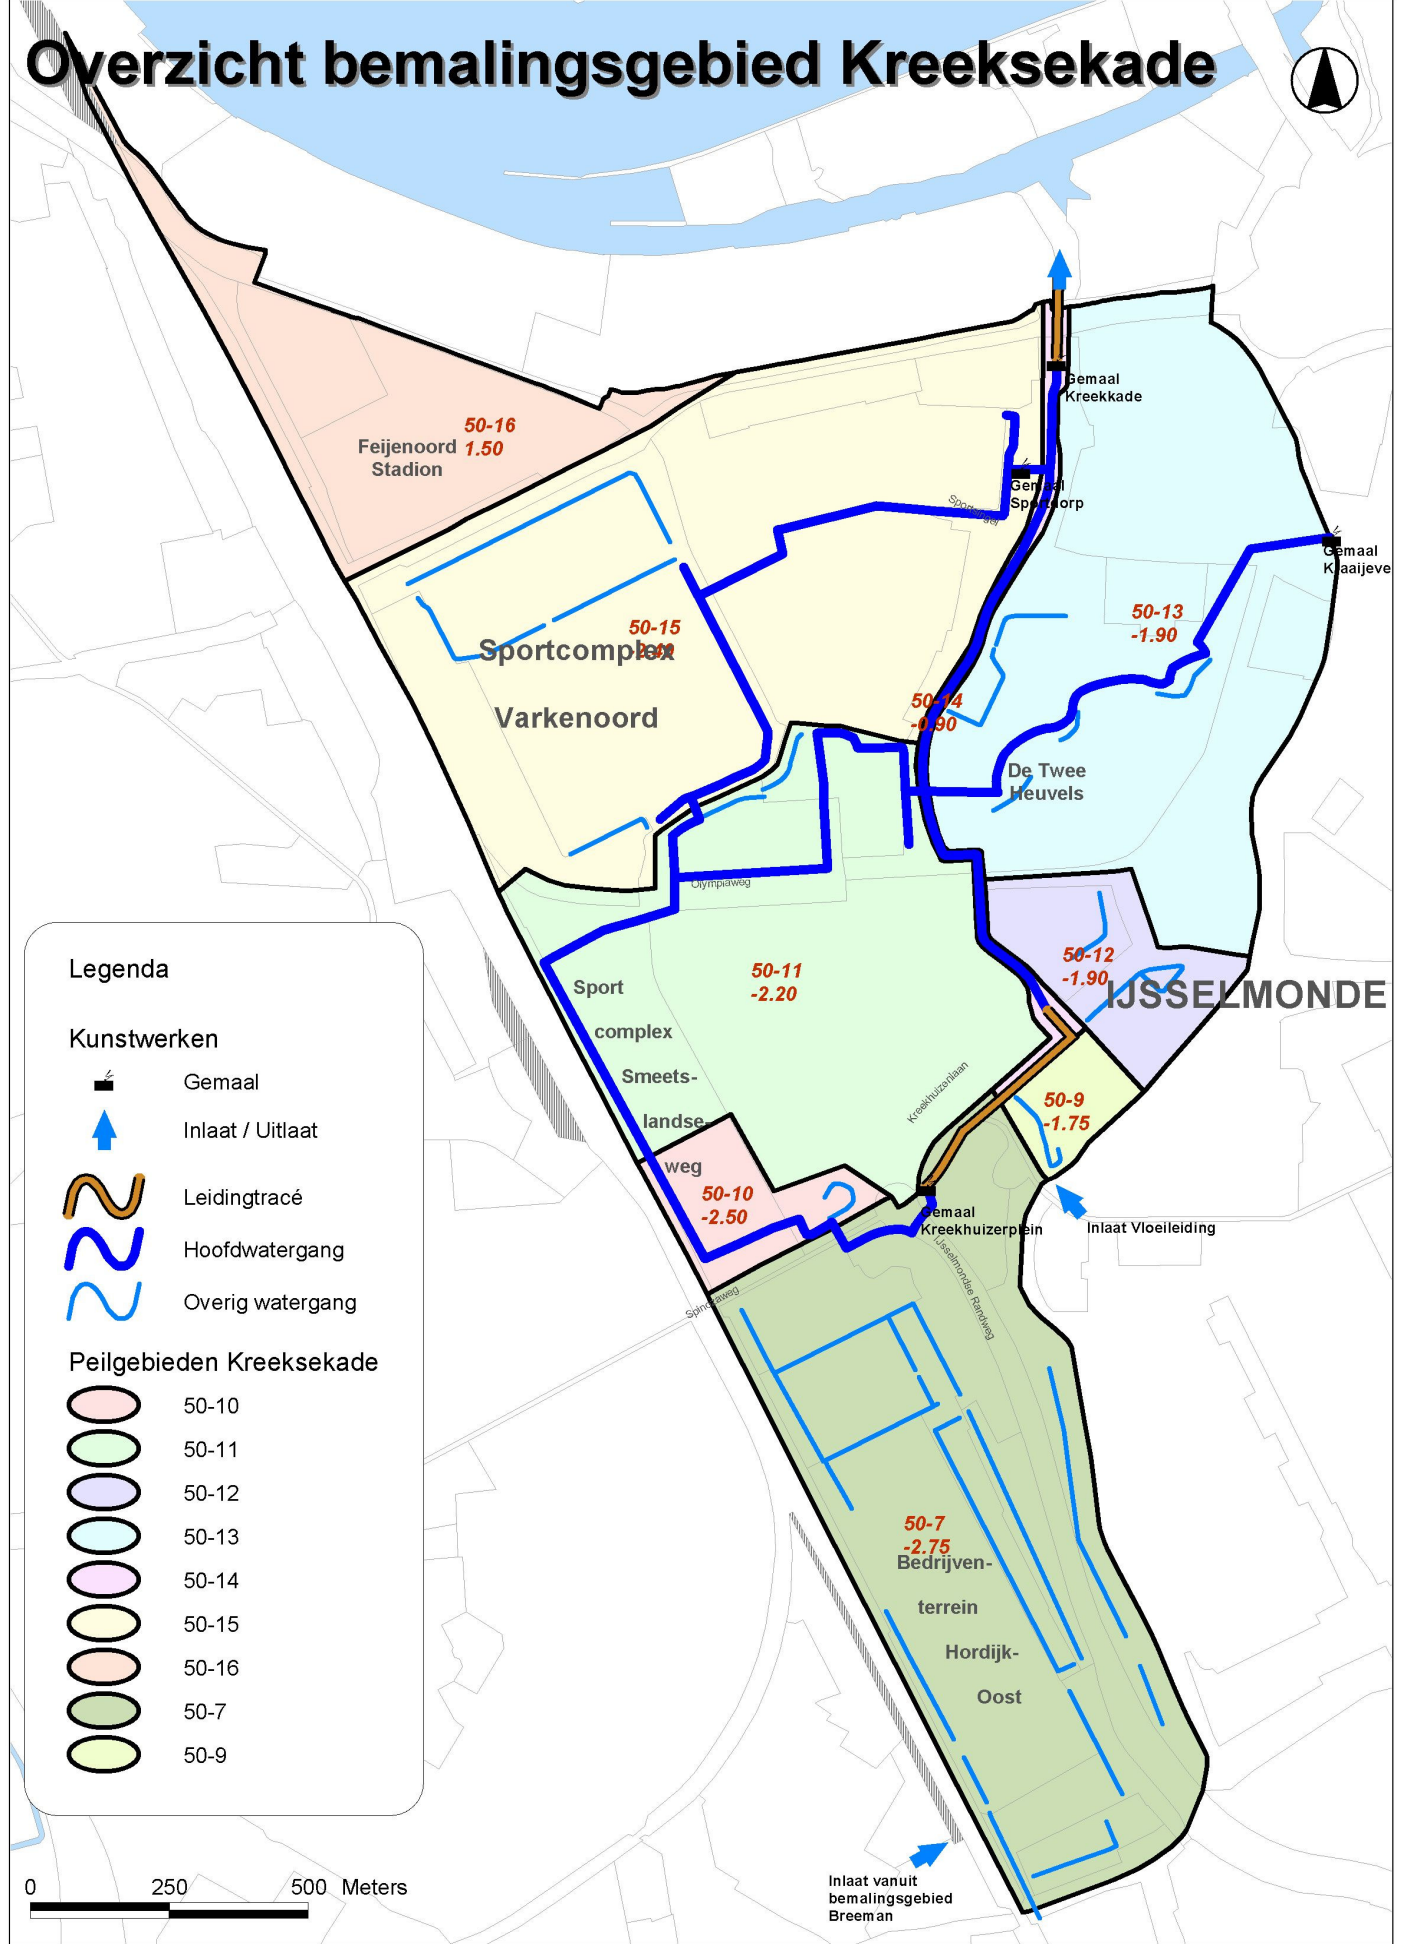 Overzicht bemalingsgebied Kreeksekade
Gemaal
Kreekkade
50-16
1.50
Feijenoord
Stadion
Gemaal
Sportdorp
Sportsingel
Gemaal
Kraaijeve
50-13
-1.90
50-15
Sportcomplex
Varkenoord
50-14
-0.90
De Twee
Heuvels
Olympiaweg
50-12
-1.90
IJSSELMONDE
50-11
-2.20
Sport
complex
Smeets-
landse-
weg
Kreekhuizenlaan
50-9
-1.75
50-10
-2.50
Gemaal
Kreekhuizerplein
Inlaat Vloeileiding
IJsselmondse Randweg
Spinozaweg
50-7
-2.75
Bedrijven-
terrein
Hordijk-
Oost
Inlaat vanuit
bemalingsgebied
Breeman
Legenda
Kunstwerken
Gemaal
Inlaat / Uitlaat
Leidingtracé
Hoofdwatergang
Overig watergang
Peilgebieden Kreeksekade
50-10
50-11
50-12
50-13
50-14
50-15
50-16
50-7
50-9
0 250 500 Meters